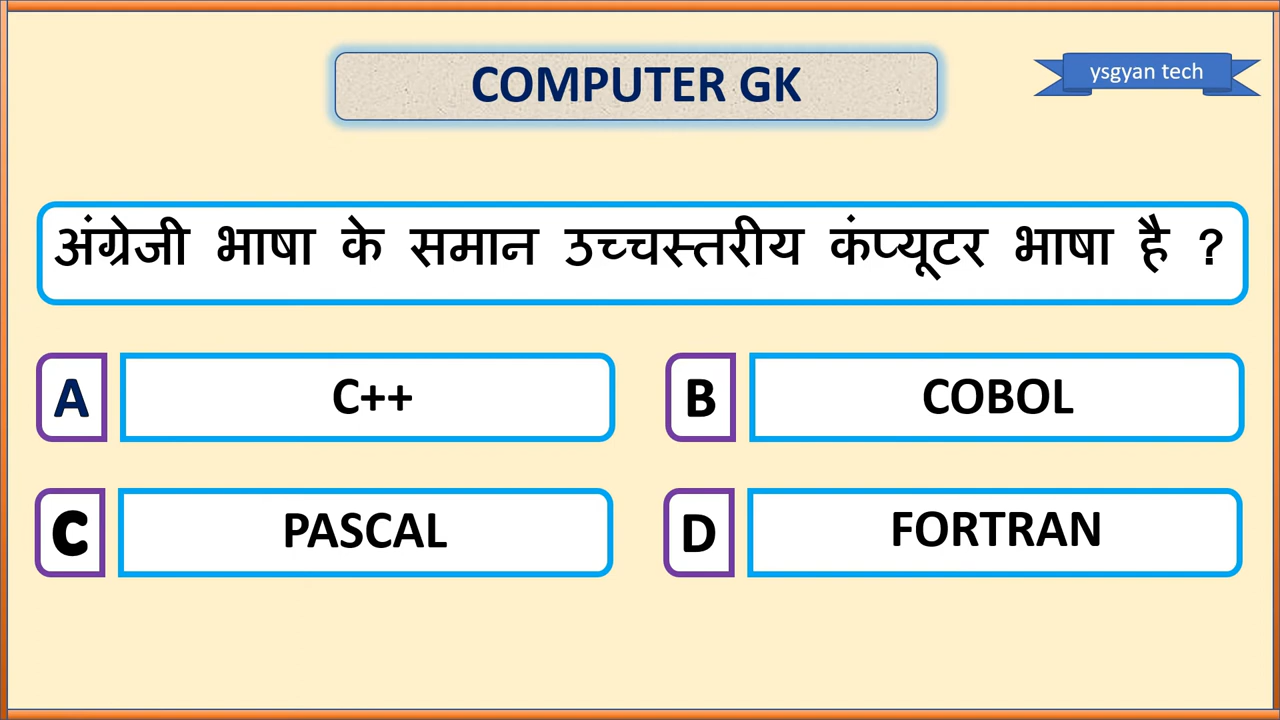 COMPUTER GK
ysgyan tech
अंग्रेजी भाषा के समान उच्चस्तरीय कंप्यूटर भाषा है ?
A C++
B COBOL
C PASCAL
D FORTRAN